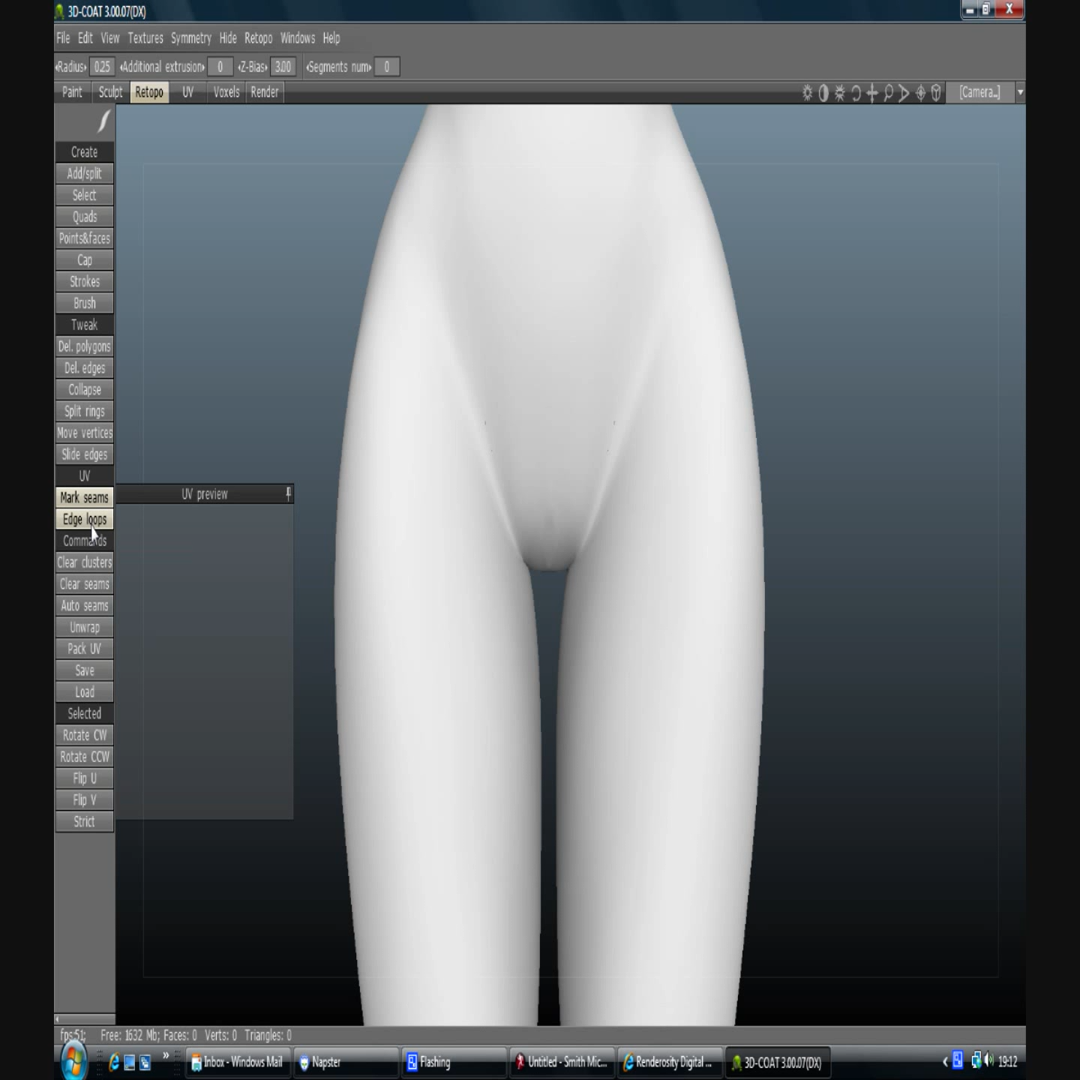 3D-COAT 3.00.07(DX)
File Edit View Textures Symmetry Hide Retopo Windows Help
Radius 0.25 Additional extrusion 0 Z-Bias 3.00 Segments num 0
Paint Sculpt Retopo UV Voxels Render [Camera..]
Create
Add/split
Select
Quads
Points&faces
Cap
Strokes
Brush
Tweak
Del. polygons
Del. edges
Collapse
Split rings
Move vertices
Slide edges
UV
Mark seams
UV preview
Edge loops
Commands
Clear clusters
Clear seams
Auto seams
Unwrap
Pack UV
Save
Load
Selected
Rotate CW
Rotate CCW
Flip U
Flip V
Strict
fps:51; Free: 1632 Mb; Faces: 0 Verts: 0 Triangles: 0
Inbox - Windows Mail Napster Flashing Untitled - Smith Mic... Renderosity Digital ... 3D-COAT 3.00.07(DX) 19:12